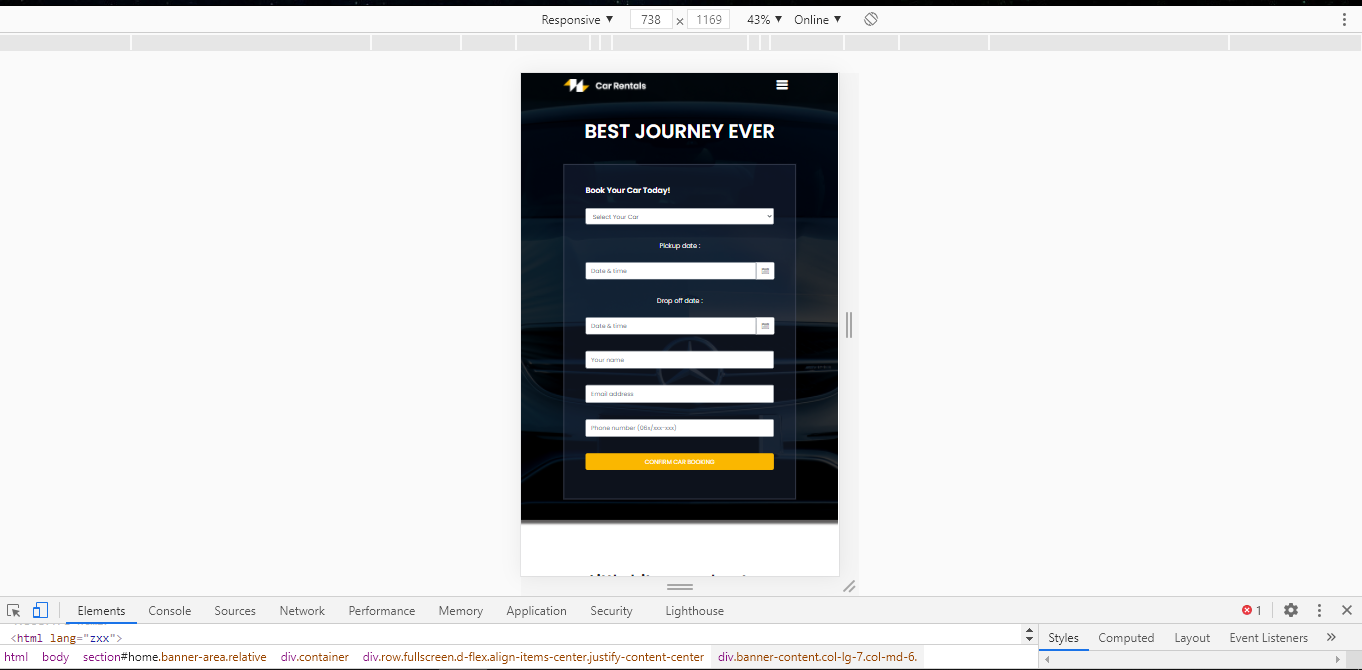 Responsive ▼ 738 × 1169 43% ▼ Online ▼
Car Rentals
BEST JOURNEY EVER
Book Your Car Today!
Select Your Car
Pickup date :
Date & time
Drop off date :
Date & time
Your name
Email address
Phone number (06x/xxx-xxx)
CONFIRM CAR BOOKING
Elements Console Sources Network Performance Memory Application Security Lighthouse 1
<html lang="zxx">
Styles Computed Layout Event Listeners »
html body section#home.banner-area.relative div.container div.row.fullscreen.d-flex.align-items-center.justify-content-center div.banner-content.col-lg-7.col-md-6.